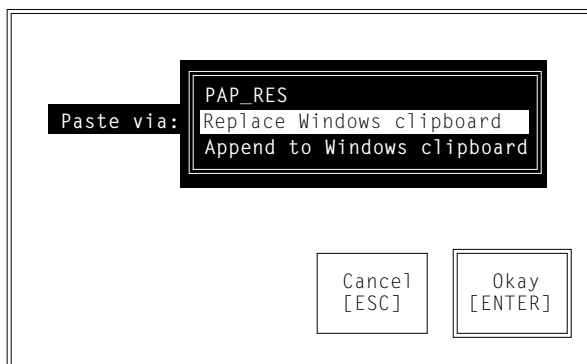 PAP_RES
Paste via: Replace Windows clipboard
Append to Windows clipboard
Cancel Okay
[ESC] [ENTER]